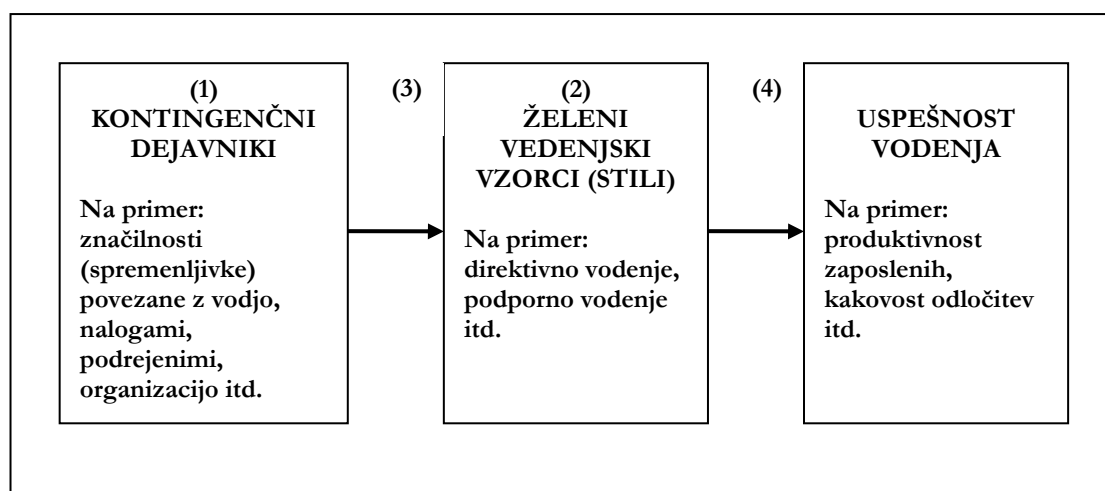 (1)
KONTINGENČNI
DEJAVNIKI
Na primer:
značilnosti
(spremenljivke)
povezane z vodjo,
nalogami,
podrejenimi,
organizacijo itd.
(3)
(2)
ŽELENI
VEDENJSKI
VZORCI (STILI)
Na primer:
direktivno vodenje,
podporno vodenje
itd.
(4)
USPEŠNOST
VODENJA
Na primer:
produktivnost
zaposlenih,
kakovost odločitev
itd.